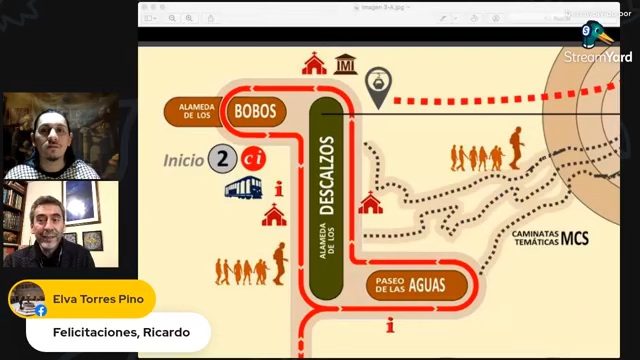 imagen 3-A.jpg
StreamYard
ALAMEDA
DE LOS
BOBOS
Inicio 2 ci
i
ALAMEDA
DE LOS
DESCALZOS
CAMINATAS
TEMÁTICAS MCS
PASEO
DE LAS
AGUAS
i
Elva Torres Pino
Felicitaciones, Ricardo